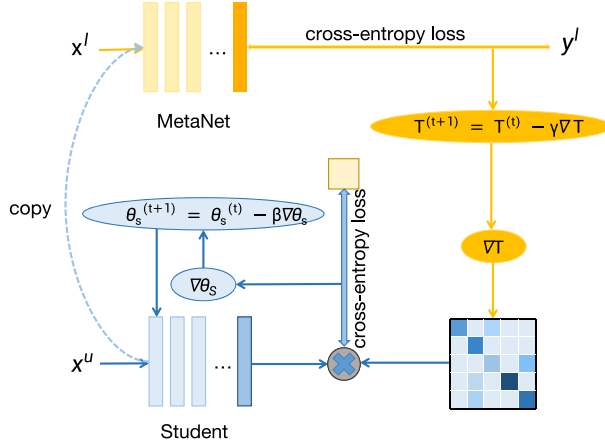 x^l
cross-entropy loss
y^l
...
MetaNet
T^(t+1) = T^(t) − γ∇T
copy
θ_s^(t+1) = θ_s^(t) − β∇θ_s
cross-entropy loss
∇θ_S
∇T
x^u
...
Student